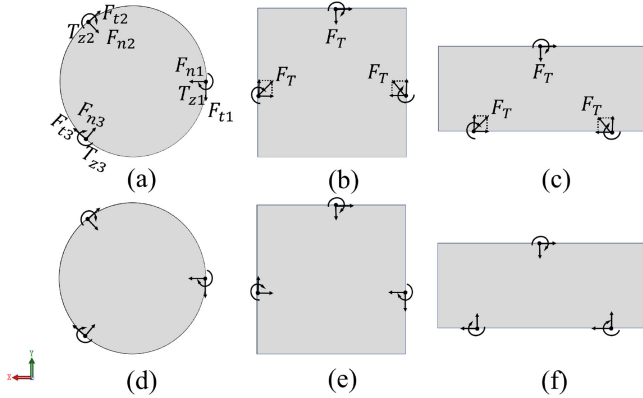 F_{t2}
T_{z2}
F_{n2}
F_{n1}
T_{z1}
F_{t1}
F_{n3}
F_{t3}
T_{z3}
(a)
F_T
F_T
F_T
(b)
F_T
F_T
F_T
(c)
(d)
(e)
(f)
Y
X